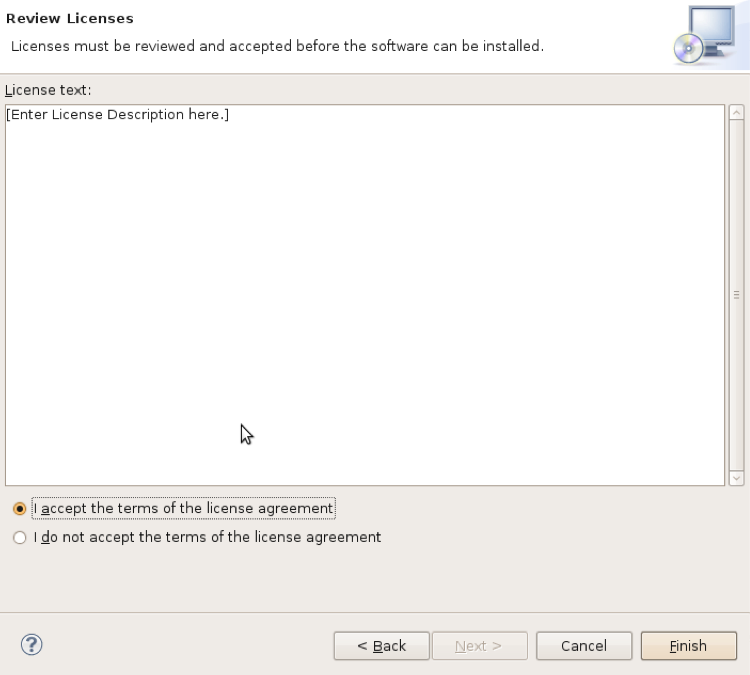 Review Licenses
Licenses must be reviewed and accepted before the software can be installed.
License text:
[Enter License Description here.]
I accept the terms of the license agreement
I do not accept the terms of the license agreement
? < Back Next > Cancel Finish